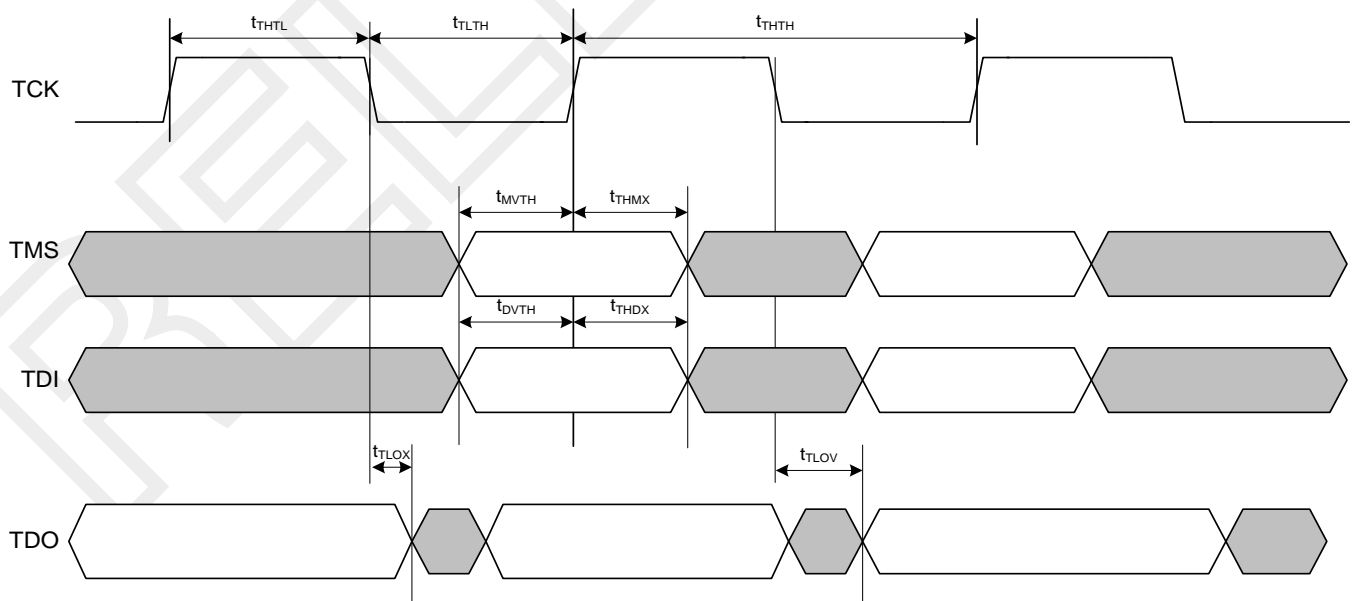 tTHTL tTLTH tTHTH
TCK
tMVTH tTHMX
TMS
tDVTH tTHDX
TDI
tTLOX tTLOV
TDO